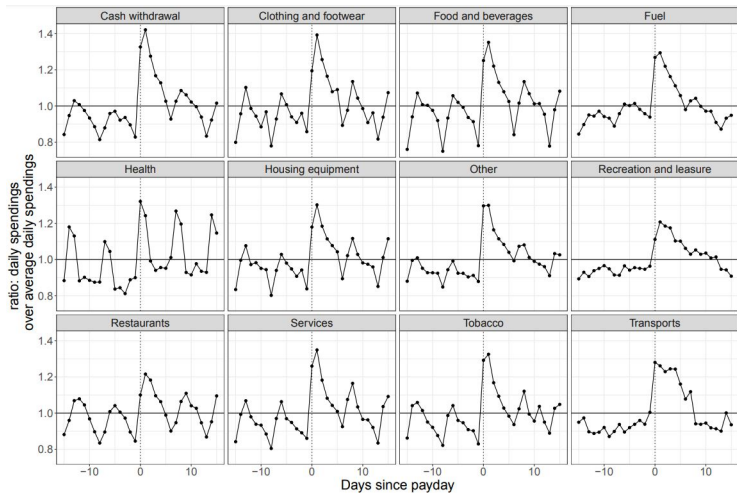 Cash withdrawal
Clothing and footwear
Food and beverages
Fuel
1.4
1.2
1.0
0.8
Health
Housing equipment
Other
Recreation and leasure
1.4
1.2
1.0
0.8
Restaurants
Services
Tobacco
Transports
1.4
1.2
1.0
0.8
ratio: daily spendings
over average daily spendings
−10 0 10 −10 0 10 −10 0 10 −10 0 10
Days since payday